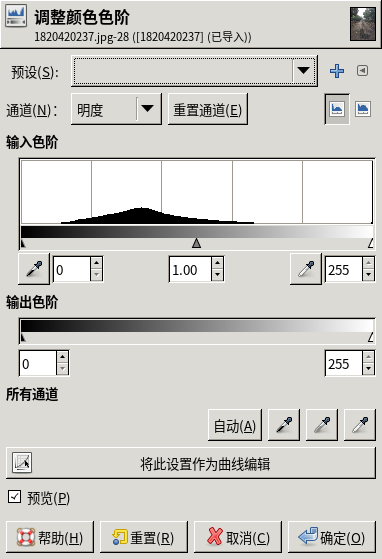 调整颜色色阶
1820420237.jpg-28 ([1820420237] (已导入))
预设(S):
通道(N): 明度 重置通道(E)
输入色阶
0 1.00 255
输出色阶
0 255
所有通道
自动(A)
将此设置作为曲线编辑
预览(P)
帮助(H) 重置(R) 取消(C) 确定(O)